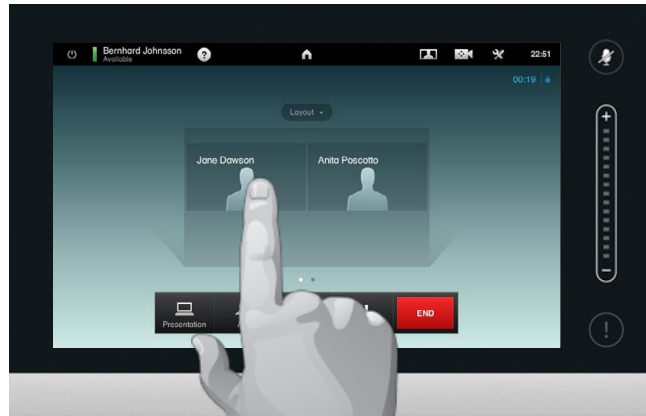 Bernhard Johnsson
Available
?
22:51
00:19
Layout
Jane Dawson
Anita Poscotto
Presentation
END
+
-
!